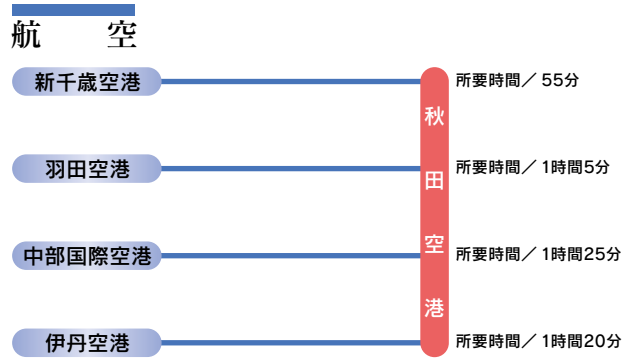 航 空
新千歳空港
所要時間／55分
羽田空港
所要時間／1時間5分
中部国際空港
所要時間／1時間25分
伊丹空港
所要時間／1時間20分
秋田空港